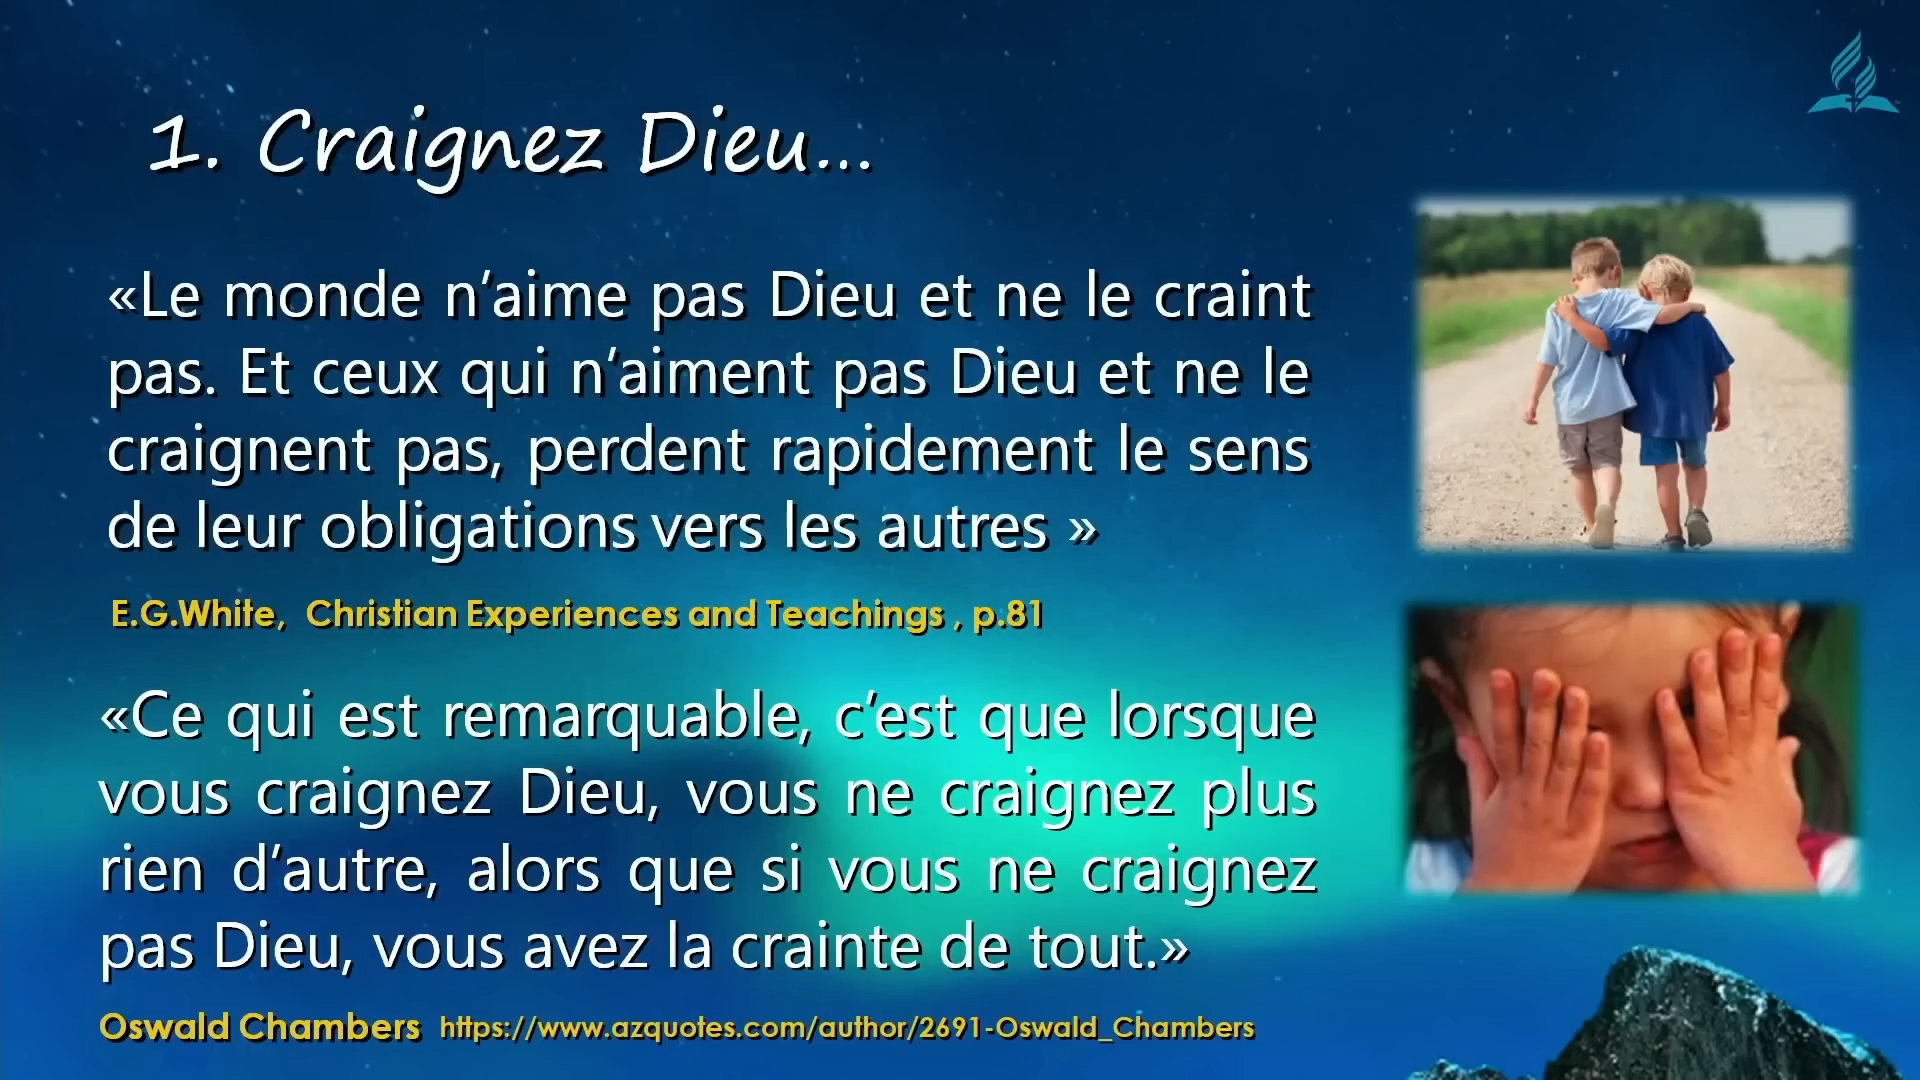 1. Craignez Dieu...
«Le monde n’aime pas Dieu et ne le craint
pas. Et ceux qui n’aiment pas Dieu et ne le
craignent pas, perdent rapidement le sens
de leur obligations vers les autres »
E.G.White, Christian Experiences and Teachings , p.81
«Ce qui est remarquable, c’est que lorsque
vous craignez Dieu, vous ne craignez plus
rien d’autre, alors que si vous ne craignez
pas Dieu, vous avez la crainte de tout.»
Oswald Chambers https://www.azquotes.com/author/2691-Oswald_Chambers